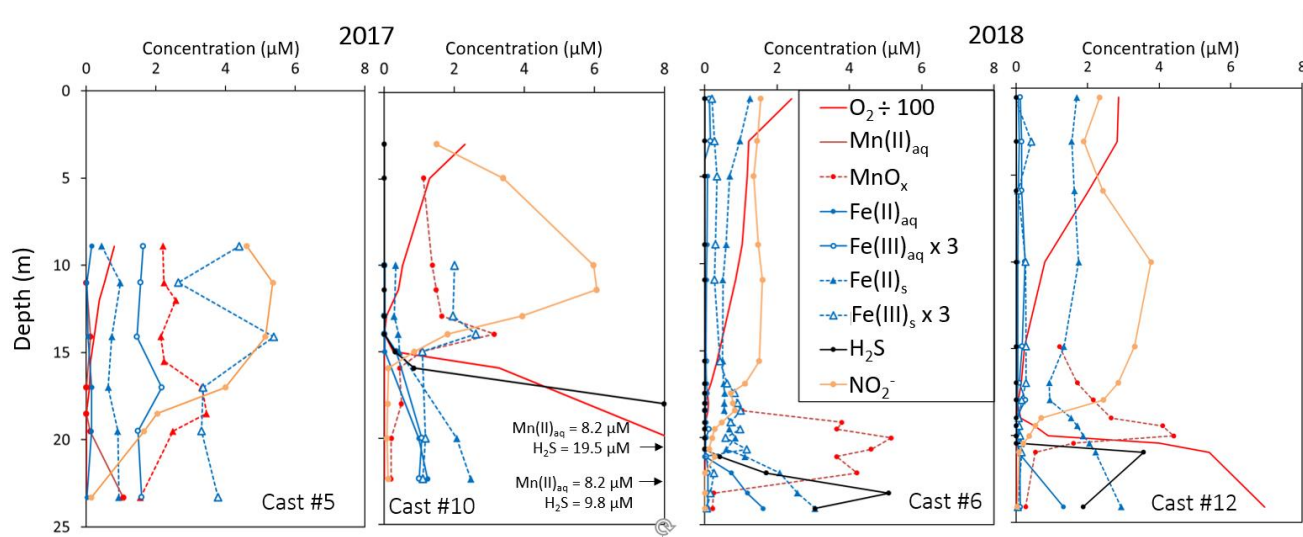 2017
2018
Concentration (µM)
Concentration (µM)
Concentration (µM)
Concentration (µM)
0 2 4 6 8
0 2 4 6 8
0 2 4 6 8
0 2 4 6 8
Depth (m)
0
5
10
15
20
25
O₂ ÷ 100
Mn(II)aq
MnOₓ
Fe(II)aq
Fe(III)aq x 3
Fe(II)s
Fe(III)s x 3
H₂S
NO₂⁻
Mn(II)aq = 8.2 µM
H₂S = 19.5 µM
Mn(II)aq = 8.2 µM
H₂S = 9.8 µM
Cast #5
Cast #10
Cast #6
Cast #12